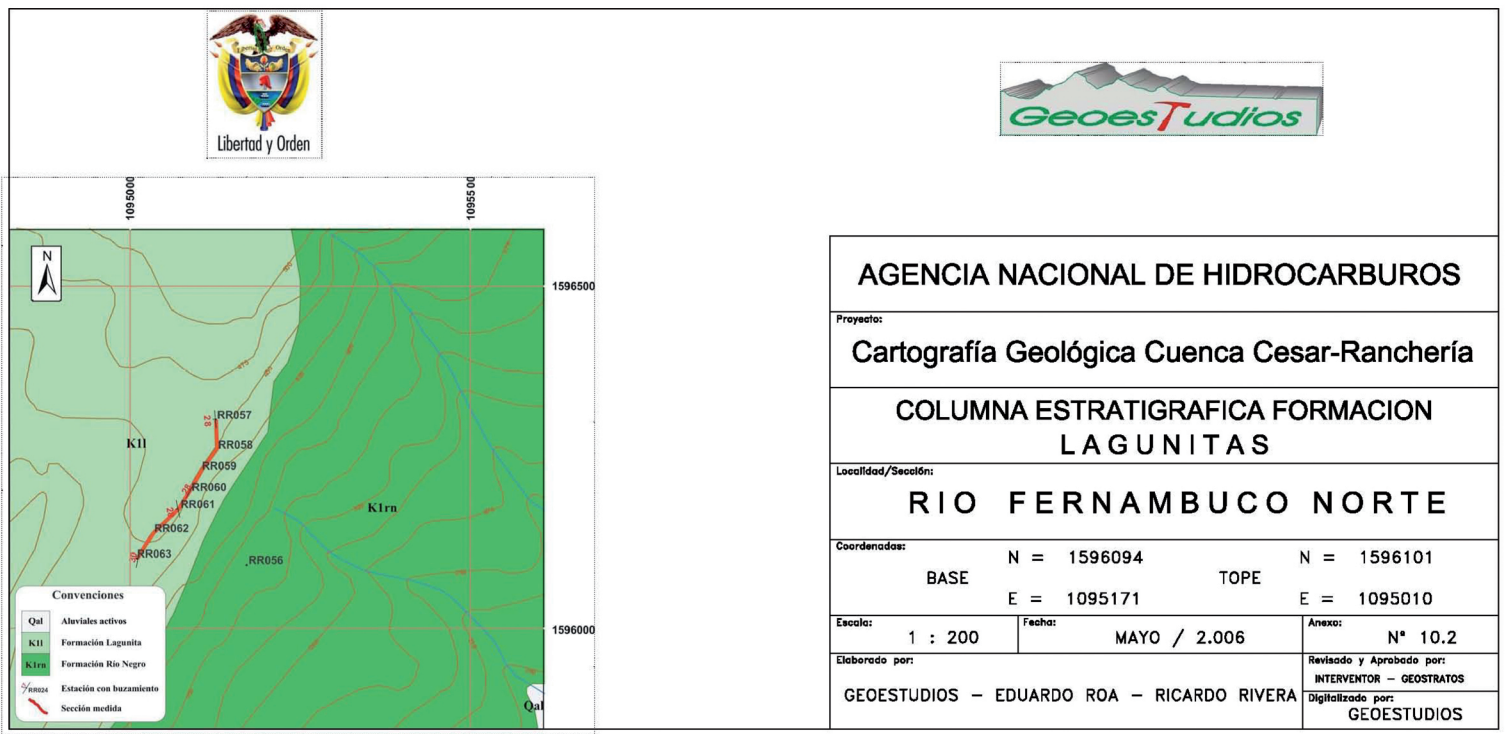 Libertad y Orden
GeoesTudios
1095000
1095500
N
1596500
475
RR057
28
RR058
K1l
RR059
RR060
28
RR061
K1rn
RR062
RR063
RR056
1596000
Qal
Convenciones
Qal Aluviales activos
K1l Formación Lagunita
K1rn Formación Río Negro
RR024 Estación con buzamiento
Sección medida
AGENCIA NACIONAL DE HIDROCARBUROS
Proyecto:
Cartografía Geológica Cuenca Cesar-Ranchería
COLUMNA ESTRATIGRAFICA FORMACION
LAGUNITAS
Localidad/Sección:
RIO FERNAMBUCO NORTE
Coordenadas:
N = 1596094 N = 1596101
BASE TOPE
E = 1095171 E = 1095010
Escala: Fecha: Anexo:
1 : 200 MAYO / 2.006 Nº 10.2
Elaborado por:
GEOESTUDIOS - EDUARDO ROA - RICARDO RIVERA
Revisado y Aprobado por:
INTERVENTOR - GEOSTRATOS
Digitalizado por:
GEOESTUDIOS